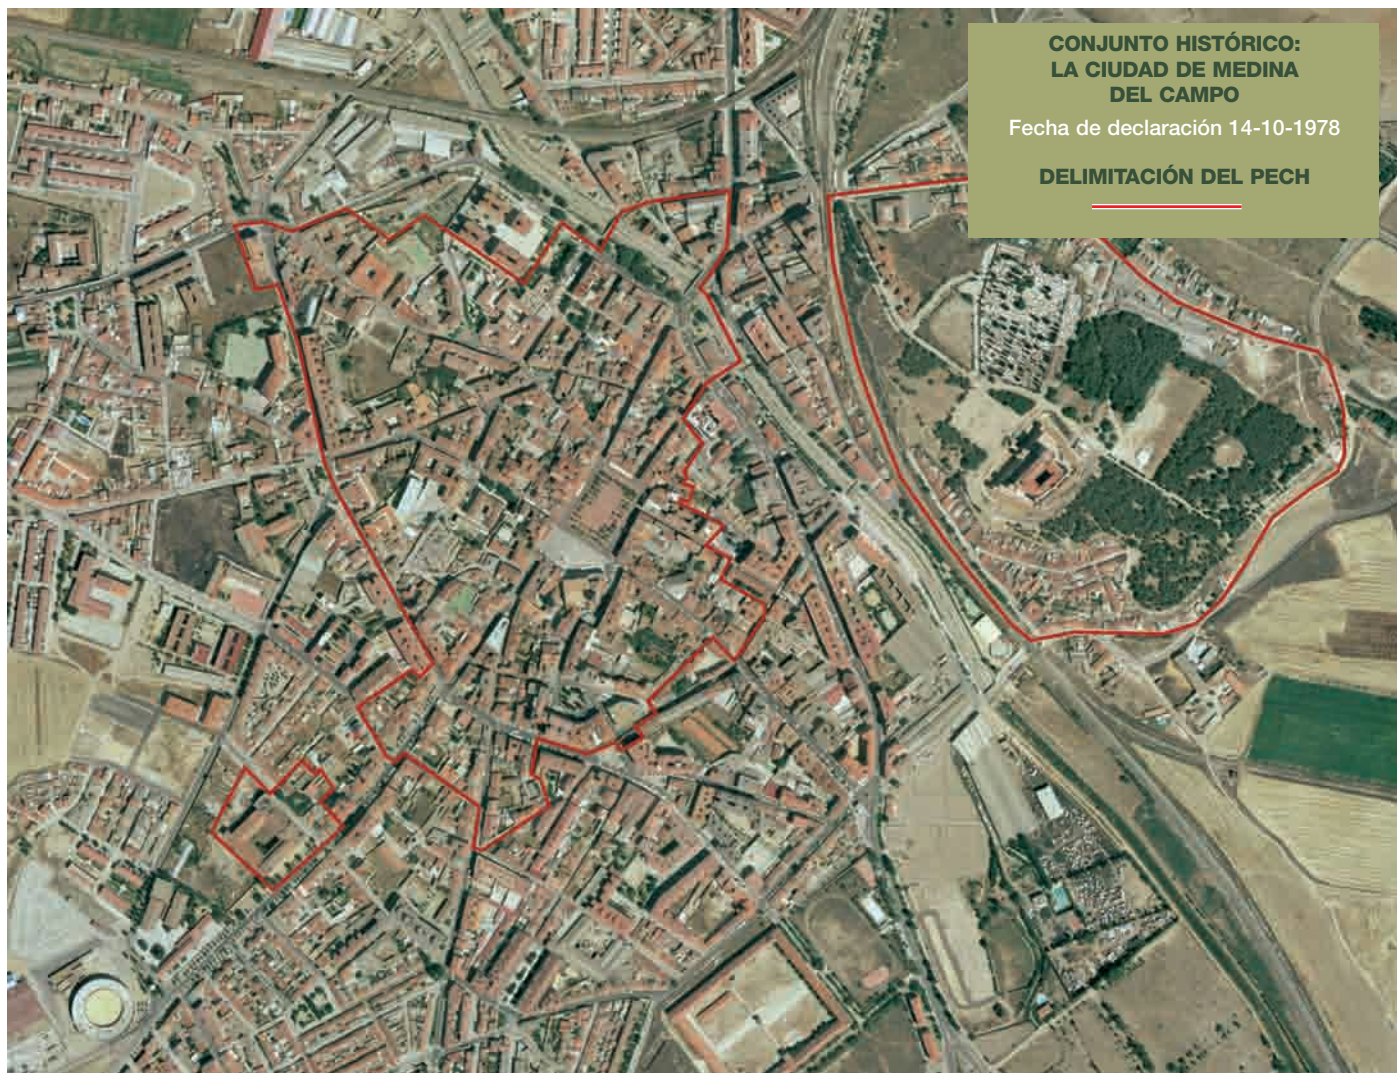 CONJUNTO HISTÓRICO:
LA CIUDAD DE MEDINA
DEL CAMPO
Fecha de declaración 14-10-1978
DELIMITACIÓN DEL PECH